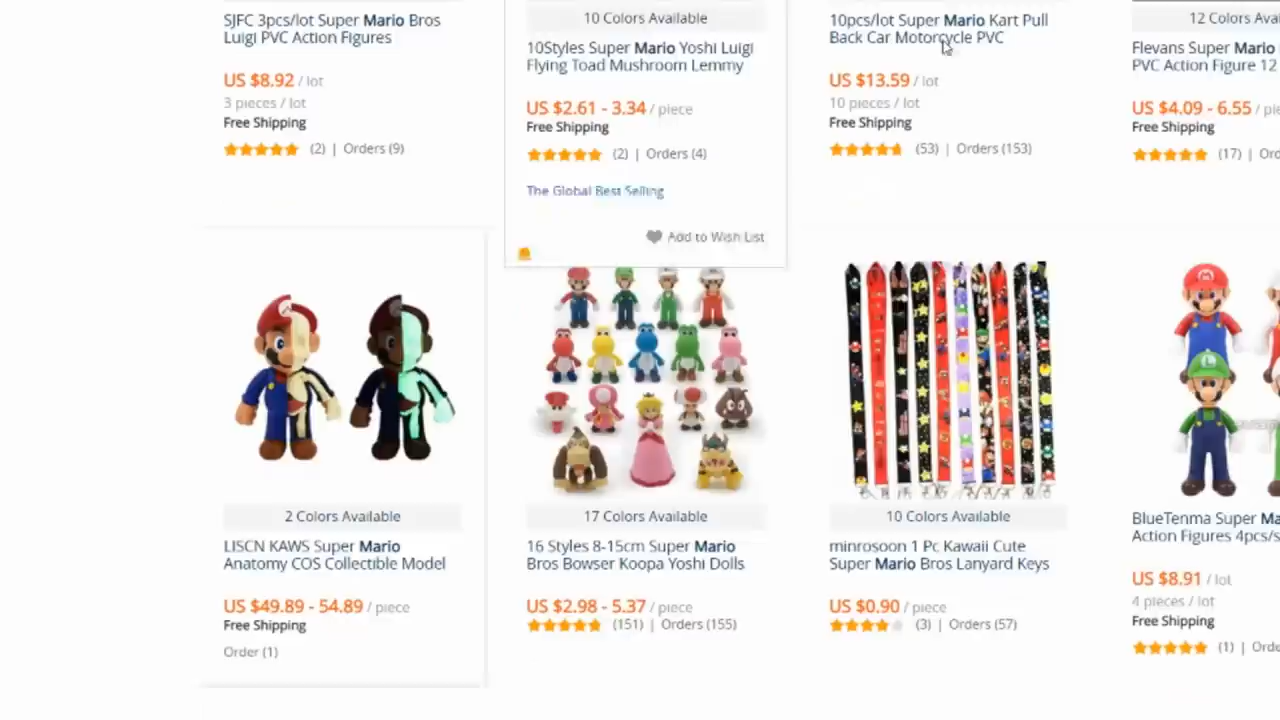 SJFC 3pcs/lot Super Mario Bros
Luigi PVC Action Figures
US $8.92 / lot
3 pieces / lot
Free Shipping
(2) | Orders (9)
10 Colors Available
10Styles Super Mario Yoshi Luigi
Flying Toad Mushroom Lemmy
US $2.61 - 3.34 / piece
Free Shipping
(2) | Orders (4)
The Global Best Selling
Add to Wish List
10pcs/lot Super Mario Kart Pull
Back Car Motorcycle PVC
US $13.59 / lot
10 pieces / lot
Free Shipping
(53) | Orders (153)
12 Colors Ava
Flevans Super Mario
PVC Action Figure 12
US $4.09 - 6.55 / pie
Free Shipping
(17) | Or
2 Colors Available
LISCN KAWS Super Mario
Anatomy COS Collectible Model
US $49.89 - 54.89 / piece
Free Shipping
Order (1)
17 Colors Available
16 Styles 8-15cm Super Mario
Bros Bowser Koopa Yoshi Dolls
US $2.98 - 5.37 / piece
(151) | Orders (155)
10 Colors Available
minrosoon 1 Pc Kawaii Cute
Super Mario Bros Lanyard Keys
US $0.90 / piece
(3) | Orders (57)
BlueTenma Super Ma
Action Figures 4pcs/s
US $8.91 / lot
4 pieces / lot
Free Shipping
(1) | Orde